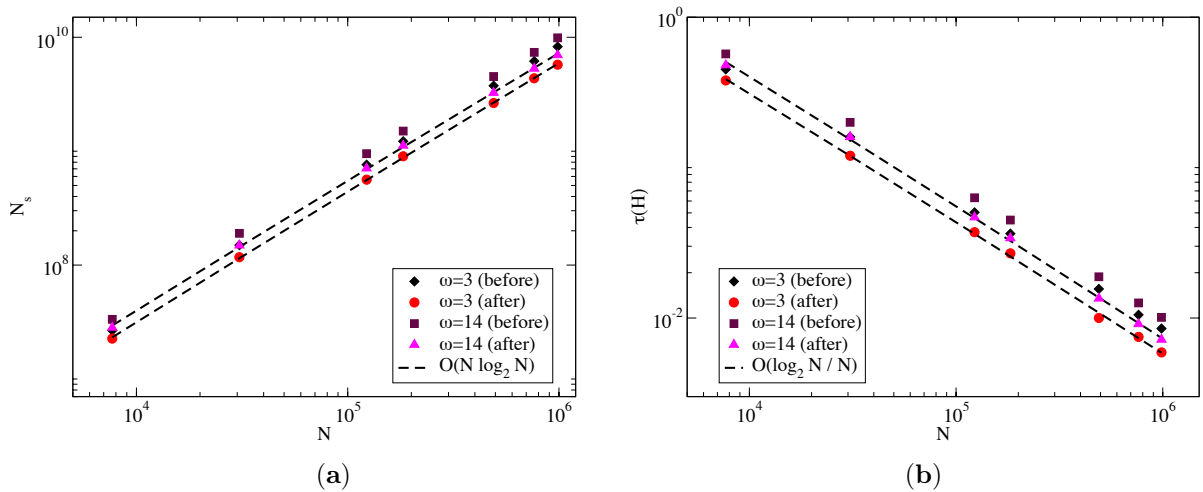 10^10
10^8
N_s
10^4
10^5
10^6
N
ω=3 (before)
ω=3 (after)
ω=14 (before)
ω=14 (after)
O(N log_2 N)
(a)
10^0
10^-2
τ(H)
10^4
10^5
10^6
N
ω=3 (before)
ω=3 (after)
ω=14 (before)
ω=14 (after)
O(log_2 N / N)
(b)